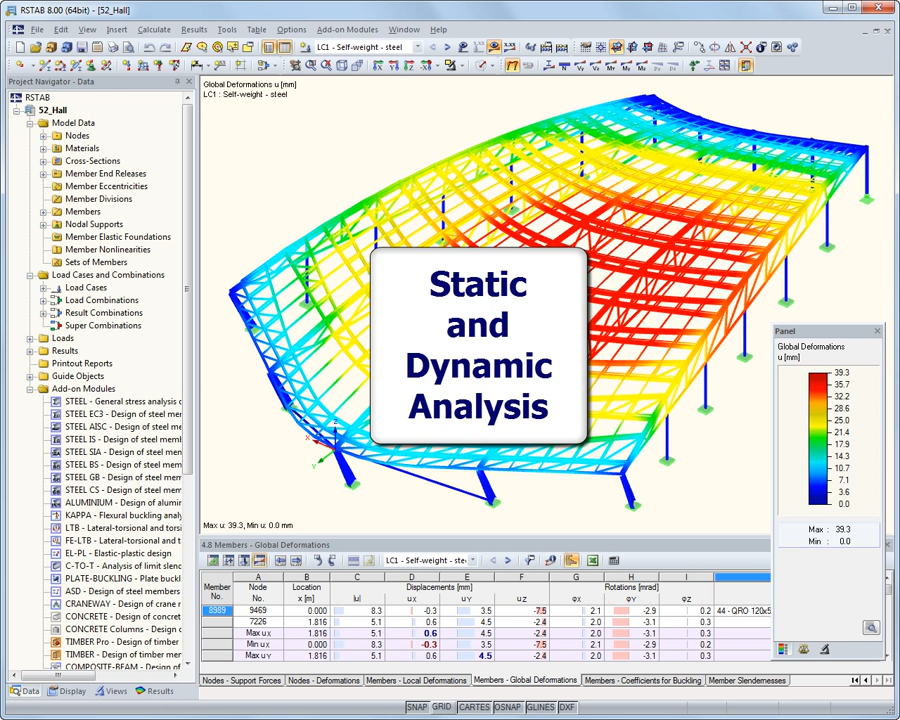 RSTAB 8.00 (64bit) - [52_Hall]
File Edit View Insert Calculate Results Tools Table Options Add-on Modules Window Help
LC1 - Self-weight - steel
Project Navigator - Data
RSTAB
52_Hall
Model Data
Nodes
Materials
Cross-Sections
Member End Releases
Member Eccentricities
Member Divisions
Members
Nodal Supports
Member Elastic Foundations
Member Nonlinearities
Sets of Members
Load Cases and Combinations
Load Cases
Load Combinations
Result Combinations
Super Combinations
Loads
Results
Printout Reports
Guide Objects
Add-on Modules
STEEL - General stress analysis c
STEEL EC3 - Design of steel me
STEEL AISC - Design of steel m
STEEL IS - Design of steel meml
STEEL SIA - Design of steel me
STEEL BS - Design of steel mem
STEEL GB - Design of steel mer
STEEL CS - Design of steel mem
ALUMINIUM - Design of alumir
KAPPA - Flexural buckling anal
LTB - Lateral-torsional and torsi
FE-LTB - Lateral-torsional and t
EL-PL - Elastic-plastic design
C-TO-T - Analysis of limit slend
PLATE-BUCKLING - Plate buckl
ASD - Design of steel members
CRANEWAY - Design of crane r
CONCRETE - Design of concret
CONCRETE Columns - Design o
TIMBER Pro - Design of timber
TIMBER - Design of timber mer
COMPOSITE-BEAM - Design of
Data Display Views Results
Global Deformations u [mm]
LC1 : Self-weight - steel
Static
and
Dynamic
Analysis
X
Y
Z
Max u: 39.3, Min u: 0.0 mm
Panel
Global Deformations
u [mm]
39.3
35.7
32.2
28.6
25.0
21.4
17.9
14.3
10.7
7.1
3.6
0.0
Max : 39.3
Min : 0.0
4.8 Members - Global Deformations
LC1 - Self-weight - stee
A B C D E F G H I
Member Node Location Displacements [mm] Rotations [mrad]
No. No. x [m] |u| uX uY uZ φX φY φZ
8989 9469 0.000 8.3 -0.3 3.5 -7.5 2.1 -2.9 0.2 44 - QRO 120x5
7226 1.816 5.1 0.6 4.5 -2.4 2.0 -3.1 0.2
Max uX 1.816 5.1 0.6 4.5 -2.4 2.0 -3.1 0.2
Min uX 0.000 8.3 -0.3 3.5 -7.5 2.1 -2.9 0.2
Max uY 1.816 5.1 0.6 4.5 -2.4 2.0 -3.1 0.2
Nodes - Support Forces Nodes - Deformations Members - Local Deformations Members - Global Deformations Members - Coefficients for Buckling Member Slendernesses
SNAP GRID CARTES OSNAP GLINES DXF